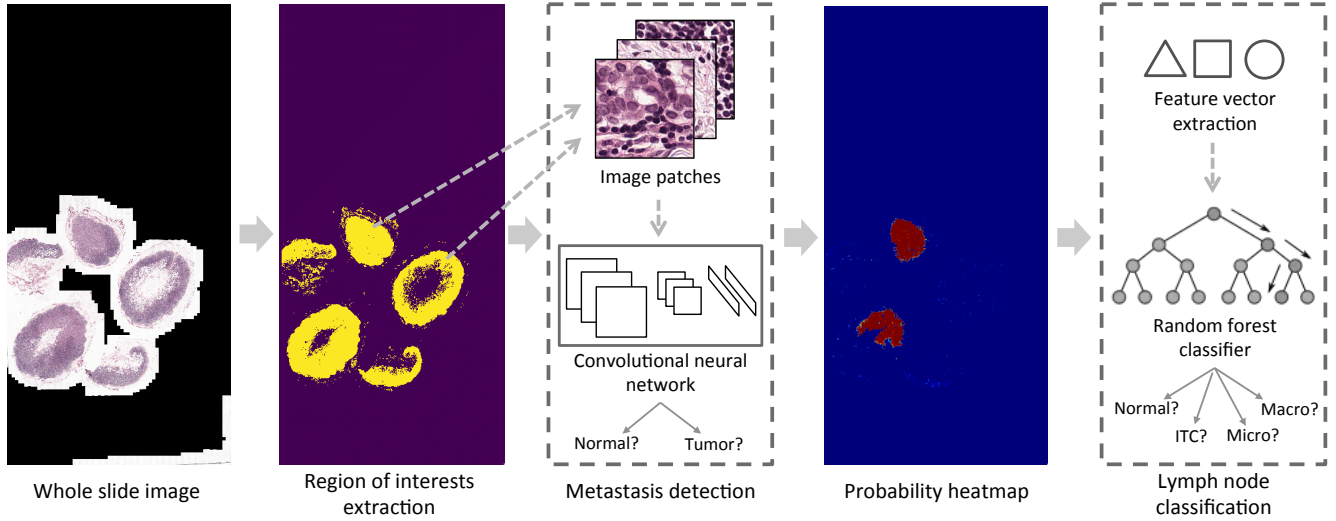 Image patches
Convolutional neural
network
Normal?
Tumor?
Feature vector
extraction
Random forest
classifier
Normal?
ITC?
Micro?
Macro?
Whole slide image
Region of interests
extraction
Metastasis detection
Probability heatmap
Lymph node
classification